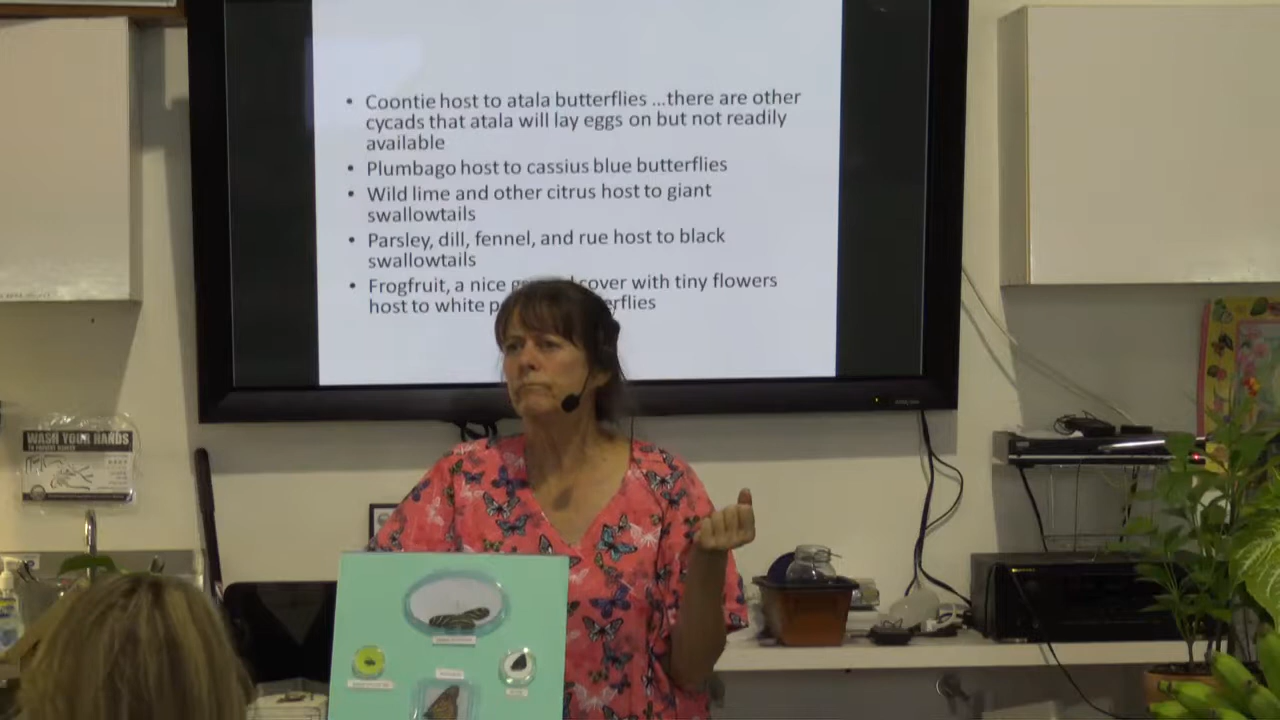 • Coontie host to atala butterflies ...there are other
cycads that atala will lay eggs on but not readily
available
• Plumbago host to cassius blue butterflies
• Wild lime and other citrus host to giant
swallowtails
• Parsley, dill, fennel, and rue host to black
swallowtails
• Frogfruit, a nice cover with tiny flowers
host to white
WASH YOUR HANDS